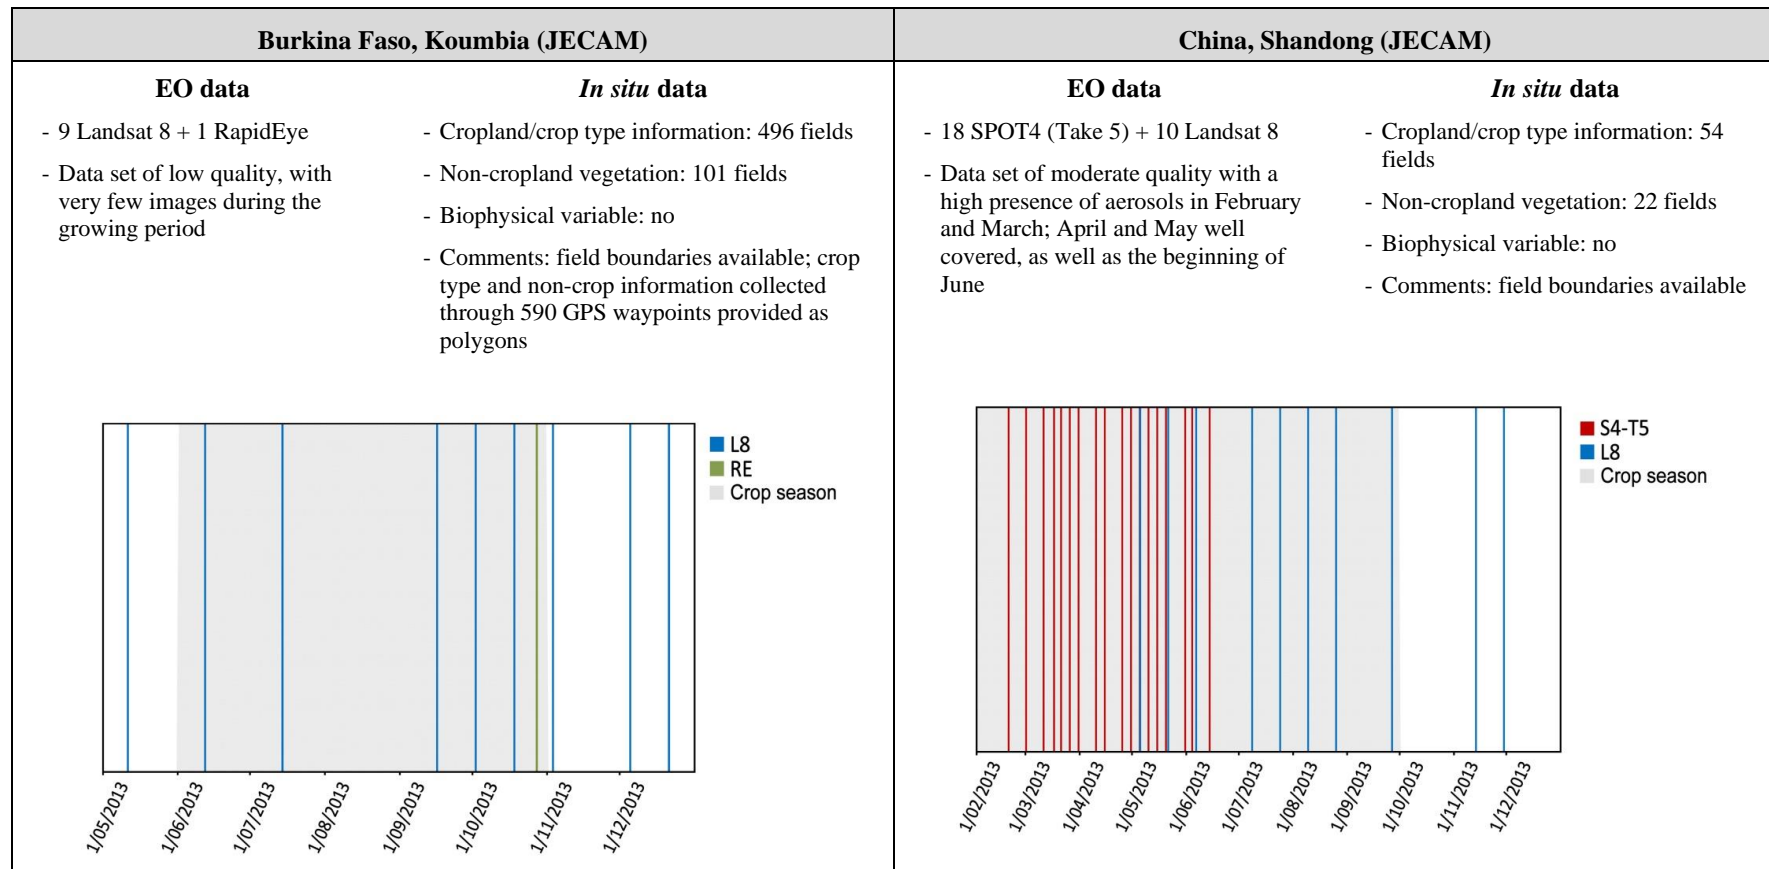 Burkina Faso, Koumbia (JECAM)
EO data
- 9 Landsat 8 + 1 RapidEye
- Data set of low quality, with
very few images during the
growing period
In situ data
- Cropland/crop type information: 496 fields
- Non-cropland vegetation: 101 fields
- Biophysical variable: no
- Comments: field boundaries available; crop
type and non-crop information collected
through 590 GPS waypoints provided as
polygons
L8
RE
Crop season
1/05/2013
1/06/2013
1/07/2013
1/08/2013
1/09/2013
1/10/2013
1/11/2013
1/12/2013
China, Shandong (JECAM)
EO data
- 18 SPOT4 (Take 5) + 10 Landsat 8
- Data set of moderate quality with a
high presence of aerosols in February
and March; April and May well
covered, as well as the beginning of
June
In situ data
- Cropland/crop type information: 54
fields
- Non-cropland vegetation: 22 fields
- Biophysical variable: no
- Comments: field boundaries available
S4-T5
L8
Crop season
1/02/2013
1/03/2013
1/04/2013
1/05/2013
1/06/2013
1/07/2013
1/08/2013
1/09/2013
1/10/2013
1/11/2013
1/12/2013